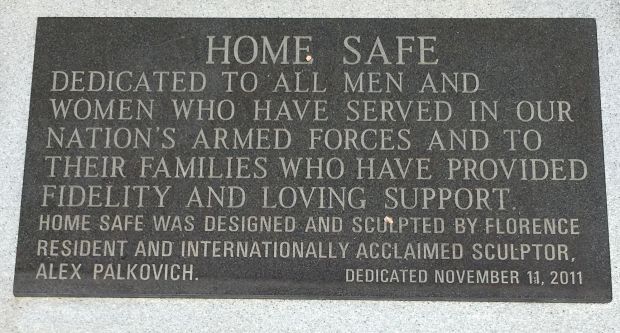 HOME SAFE
DEDICATED TO ALL MEN AND
WOMEN WHO HAVE SERVED IN OUR
NATION'S ARMED FORCES AND TO
THEIR FAMILIES WHO HAVE PROVIDED
FIDELITY AND LOVING SUPPORT.
HOME SAFE WAS DESIGNED AND SCULPTED BY FLORENCE
RESIDENT AND INTERNATIONALLY ACCLAIMED SCULPTOR,
ALEX PALKOVICH. DEDICATED NOVEMBER 11, 2011